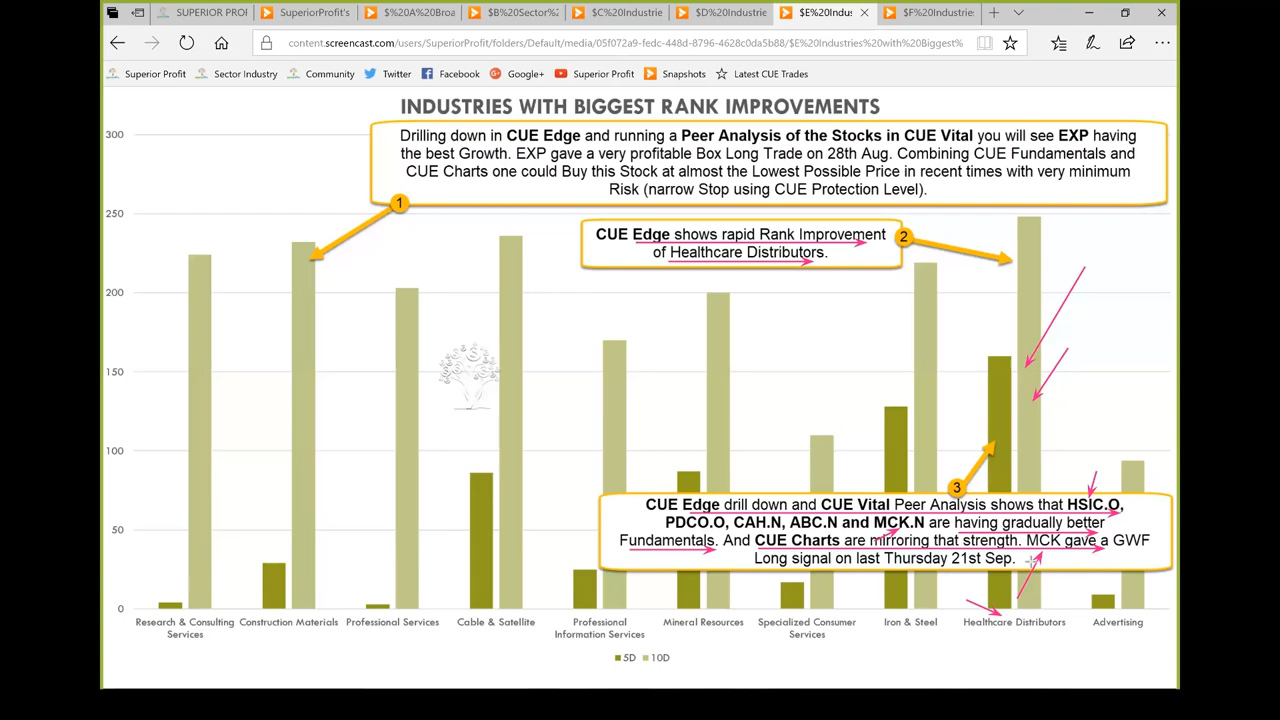 SUPERIOR PROF
SuperiorProfit's
$%20A%20Broa
$%B%20Sector%
$%C%20Industrie
$%D%20Industrie
$%E%20Indus
$%F%20Industrie
content.screencast.com/users/SuperiorProfit/folders/Default/media/05f072a9-fedc-448d-8796-4628c0da5b88/$E%20Industries%20with%20Biggest%
Superior Profit
Sector Industry
Community
Twitter
Facebook
Google+
Superior Profit
Snapshots
Latest CUE Trades
INDUSTRIES WITH BIGGEST RANK IMPROVEMENTS
300
Drilling down in CUE Edge and running a Peer Analysis of the Stocks in CUE Vital you will see EXP having
the best Growth. EXP gave a very profitable Box Long Trade on 28th Aug. Combining CUE Fundamentals and
CUE Charts one could Buy this Stock at almost the Lowest Possible Price in recent times with very minimum
Risk (narrow Stop using CUE Protection Level).
1
250
CUE Edge shows rapid Rank Improvement
of Healthcare Distributors.
2
200
150
100
3
CUE Edge drill down and CUE Vital Peer Analysis shows that HSIC.O,
PDCO.O, CAH.N, ABC.N and MCK.N are having gradually better
Fundamentals. And CUE Charts are mirroring that strength. MCK gave a GWF
Long signal on last Thursday 21st Sep.
50
0
Research & Consulting
Services
Construction Materials
Professional Services
Cable & Satellite
Professional
Information Services
Mineral Resources
Specialized Consumer
Services
Iron & Steel
Healthcare Distributors
Advertising
5D
10D